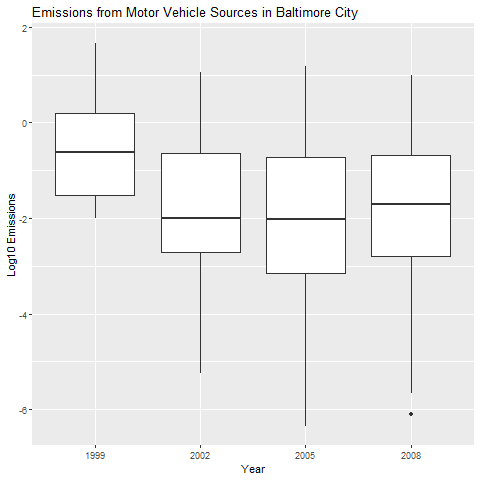 Emissions from Motor Vehicle Sources in Baltimore City
2
0
-2
-4
-6
Log10 Emissions
1999 2002 2005 2008
Year